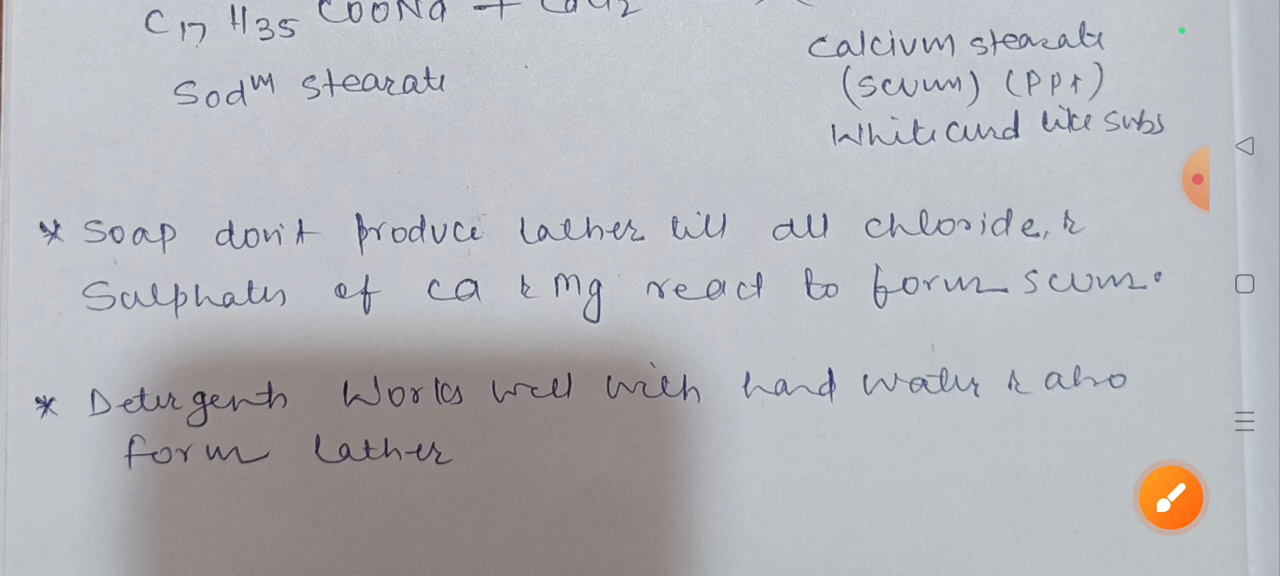 C17 H35 COONa + CaCl2
Sodm stearate
Calcium stearate
(scum) (ppt)
White curd like subs
* Soap don't produce lather till all chloride, &
Sulphates of ca & Mg react to form scum.
* Detergents Works well with hard water & also
form lather